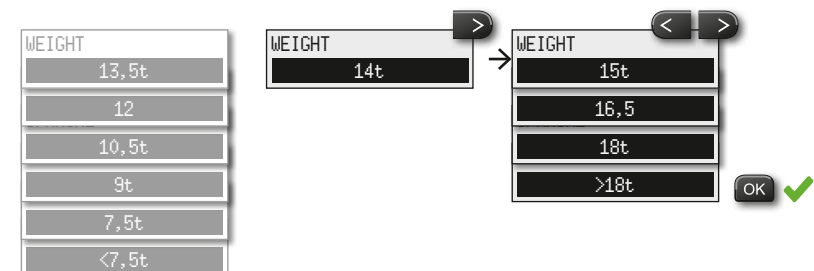 WEIGHT
13,5t
12
10,5t
9t
7,5t
<7,5t
>
WEIGHT
14t
< >
WEIGHT
15t
16,5
18t
>18t
OK